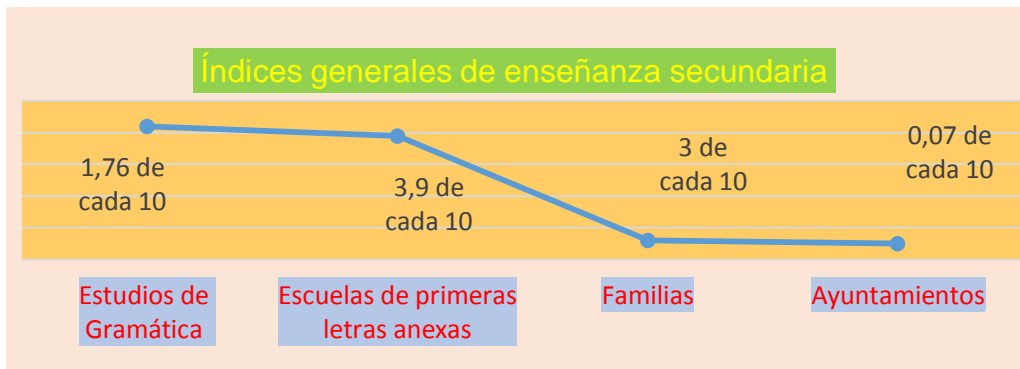 Índices generales de enseñanza secundaria
1,76 de
cada 10
3,9 de
cada 10
3 de
cada 10
0,07 de
cada 10
Estudios de
Gramática
Escuelas de primeras
letras anexas
Familias
Ayuntamientos